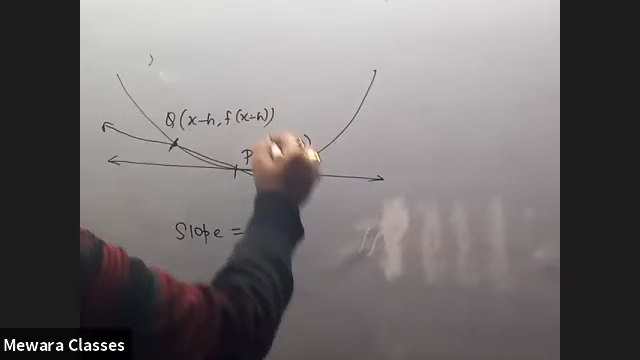 Q(x-h, f(x-h))
P
Slope =
Mewara Classes